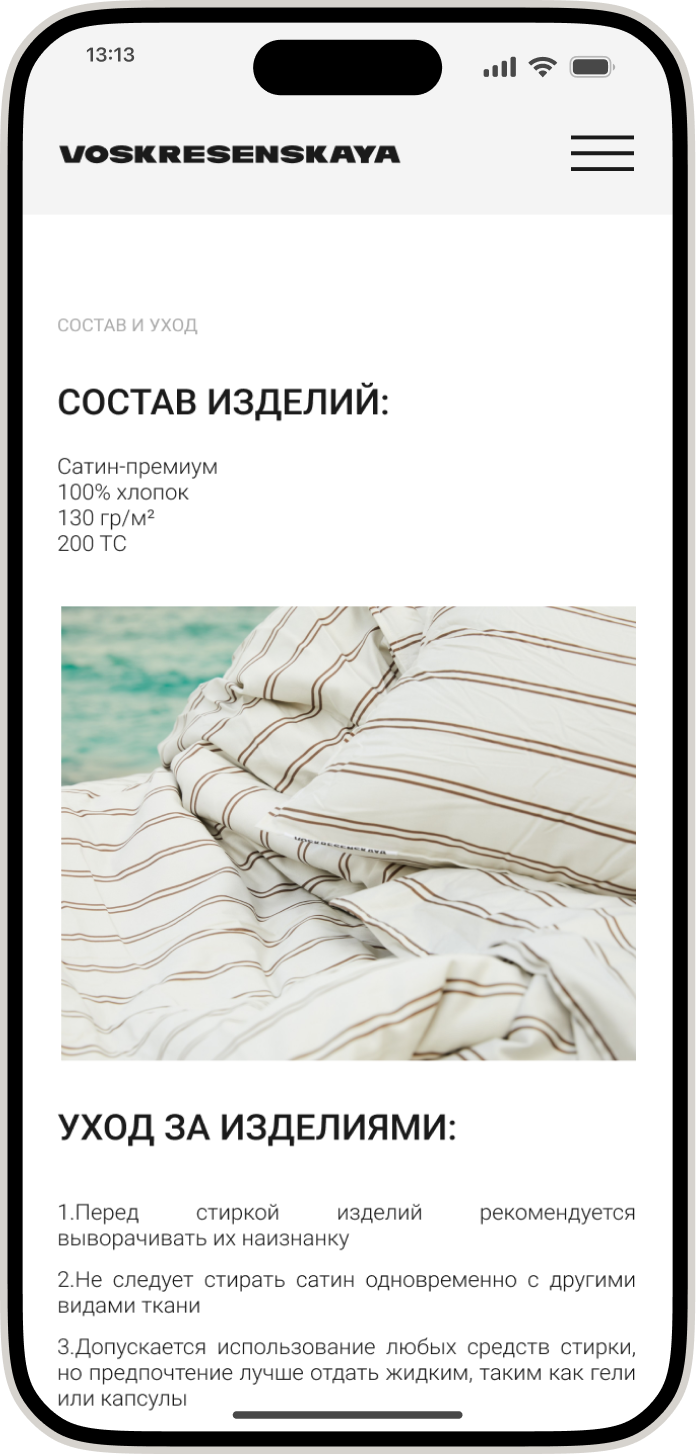 13:13
VOSKRESENSKAYA
СОСТАВ И УХОД
СОСТАВ ИЗДЕЛИЙ:
Сатин-премиум
100% хлопок
130 гр/м²
200 ТС
VOSKRESENSKAYA
УХОД ЗА ИЗДЕЛИЯМИ:
1.Перед стиркой изделий рекомендуется
выворачивать их наизнанку
2.Не следует стирать сатин одновременно с другими
видами ткани
3.Допускается использование любых средств стирки,
но предпочтение лучше отдать жидким, таким как гели
или капсулы